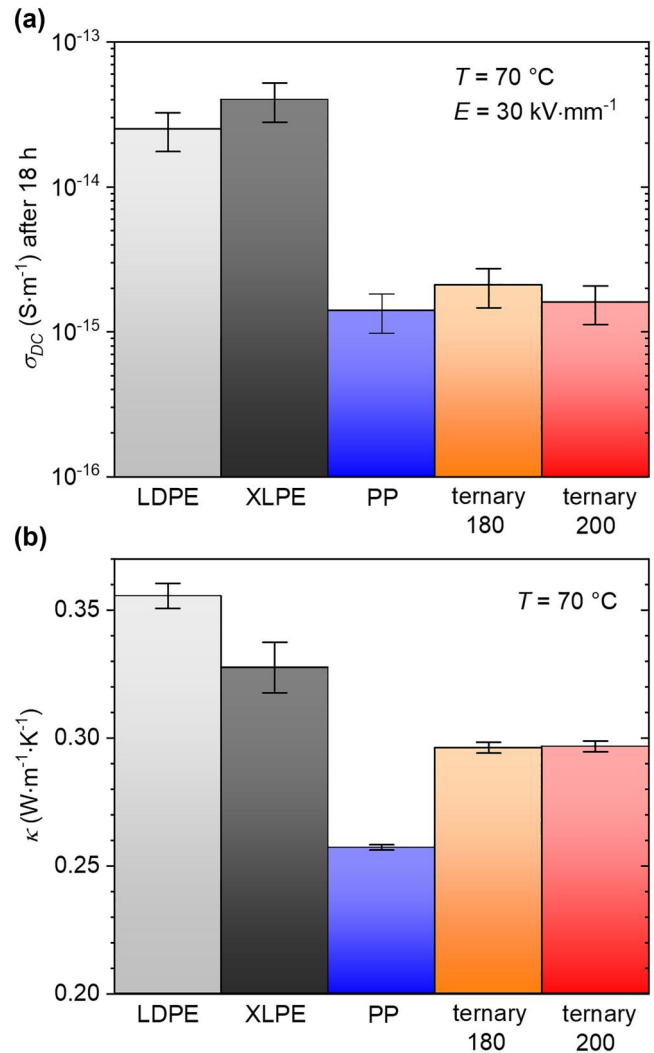 (a)
10⁻¹³
10⁻¹⁴
10⁻¹⁵
10⁻¹⁶
σDC (S·m⁻¹) after 18 h
T = 70 °C
E = 30 kV·mm⁻¹
LDPE XLPE PP ternary 180 ternary 200
(b)
0.35
0.30
0.25
0.20
κ (W·m⁻¹·K⁻¹)
T = 70 °C
LDPE XLPE PP ternary 180 ternary 200